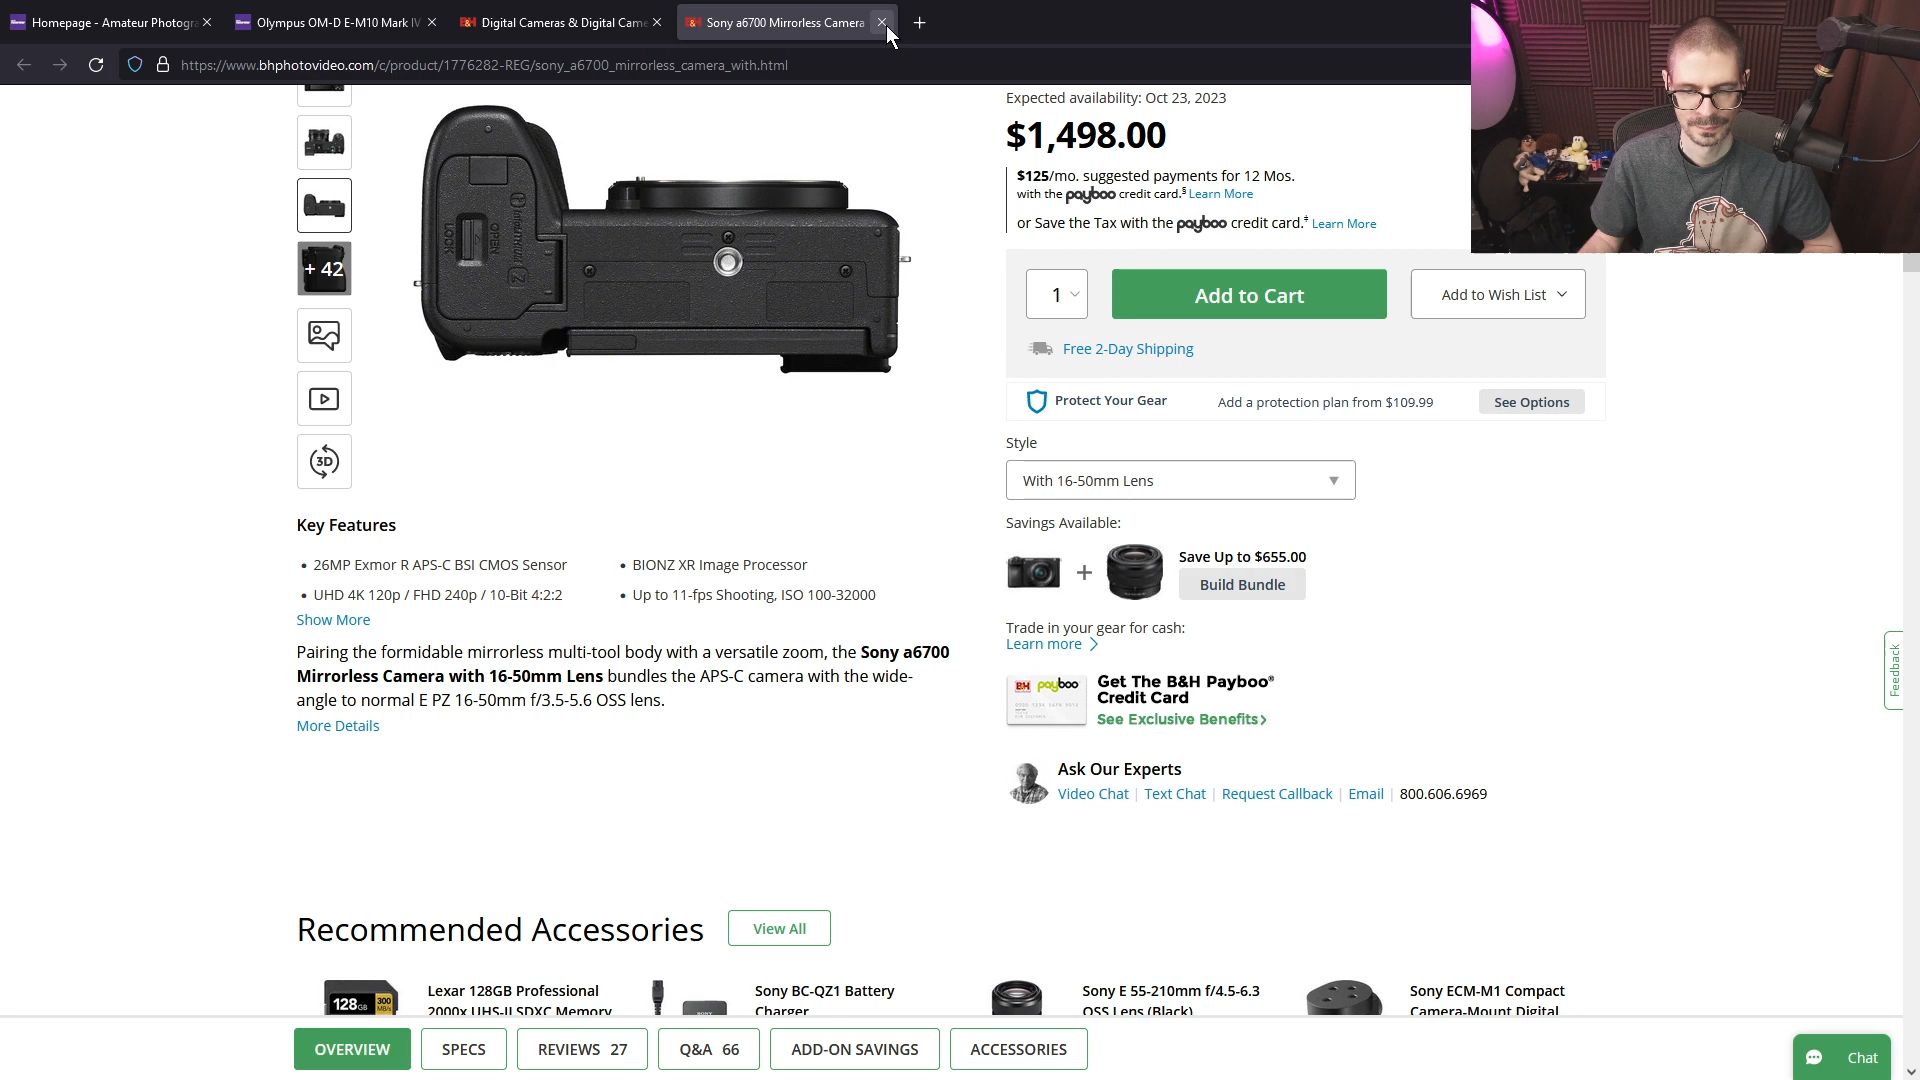 Homepage - Amateur Photogra
Olympus OM-D E-M10 Mark IV
Digital Cameras & Digital Came
Sony a6700 Mirrorless Camera
https://www.bhphotovideo.com/c/product/1776282-REG/sony_a6700_mirrorless_camera_with.html
Expected availability: Oct 23, 2023
$1,498.00
$125/mo. suggested payments for 12 Mos.
with the payboo credit card.§ Learn More
or Save the Tax with the payboo credit card.‡ Learn More
+ 42
1
Add to Cart
Add to Wish List
Free 2-Day Shipping
Protect Your Gear
Add a protection plan from $109.99
See Options
3D
OPEN
LOCK
Style
With 16-50mm Lens
Savings Available:
Save Up to $655.00
Build Bundle
Key Features
• 26MP Exmor R APS-C BSI CMOS Sensor
• BIONZ XR Image Processor
• UHD 4K 120p / FHD 240p / 10-Bit 4:2:2
• Up to 11-fps Shooting, ISO 100-32000
Show More
Pairing the formidable mirrorless multi-tool body with a versatile zoom, the Sony a6700
Mirrorless Camera with 16-50mm Lens bundles the APS-C camera with the wide-
angle to normal E PZ 16-50mm f/3.5-5.6 OSS lens.
More Details
Trade in your gear for cash:
Learn more
B&H payboo
Get The B&H Payboo®
Credit Card
See Exclusive Benefits
Feedback
Ask Our Experts
Video Chat | Text Chat | Request Callback | Email | 800.606.6969
Recommended Accessories
View All
128GB 300 MB/s
Lexar 128GB Professional
2000x UHS-II SDXC Memory
Sony BC-QZ1 Battery
Charger
Sony E 55-210mm f/4.5-6.3
OSS Lens (Black)
Sony ECM-M1 Compact
Camera-Mount Digital
OVERVIEW
SPECS
REVIEWS 27
Q&A 66
ADD-ON SAVINGS
ACCESSORIES
Chat